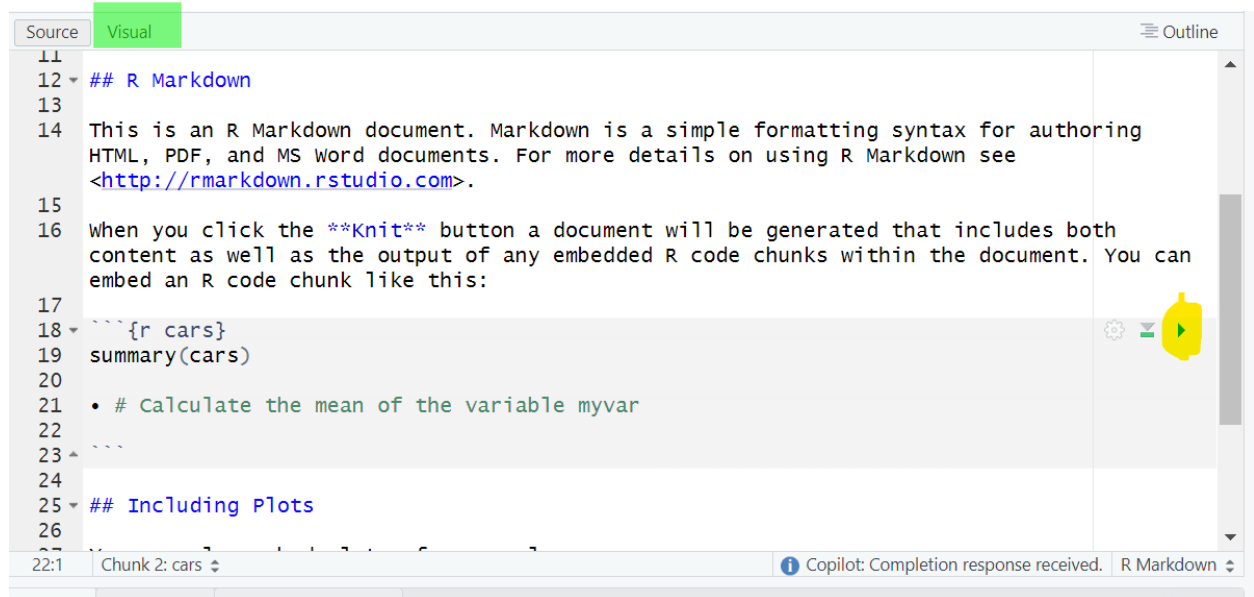 Source Visual Outline
11
12 ## R Markdown
13
14 This is an R Markdown document. Markdown is a simple formatting syntax for authoring
HTML, PDF, and MS Word documents. For more details on using R Markdown see
<http://rmarkdown.rstudio.com>.
15
16 When you click the **Knit** button a document will be generated that includes both
content as well as the output of any embedded R code chunks within the document. You can
embed an R code chunk like this:
17
18 ```{r cars}
19 summary(cars)
20
21 • # Calculate the mean of the variable myvar
22
23 ```
24
25 ## Including Plots
26
22:1 Chunk 2: cars Copilot: Completion response received. R Markdown